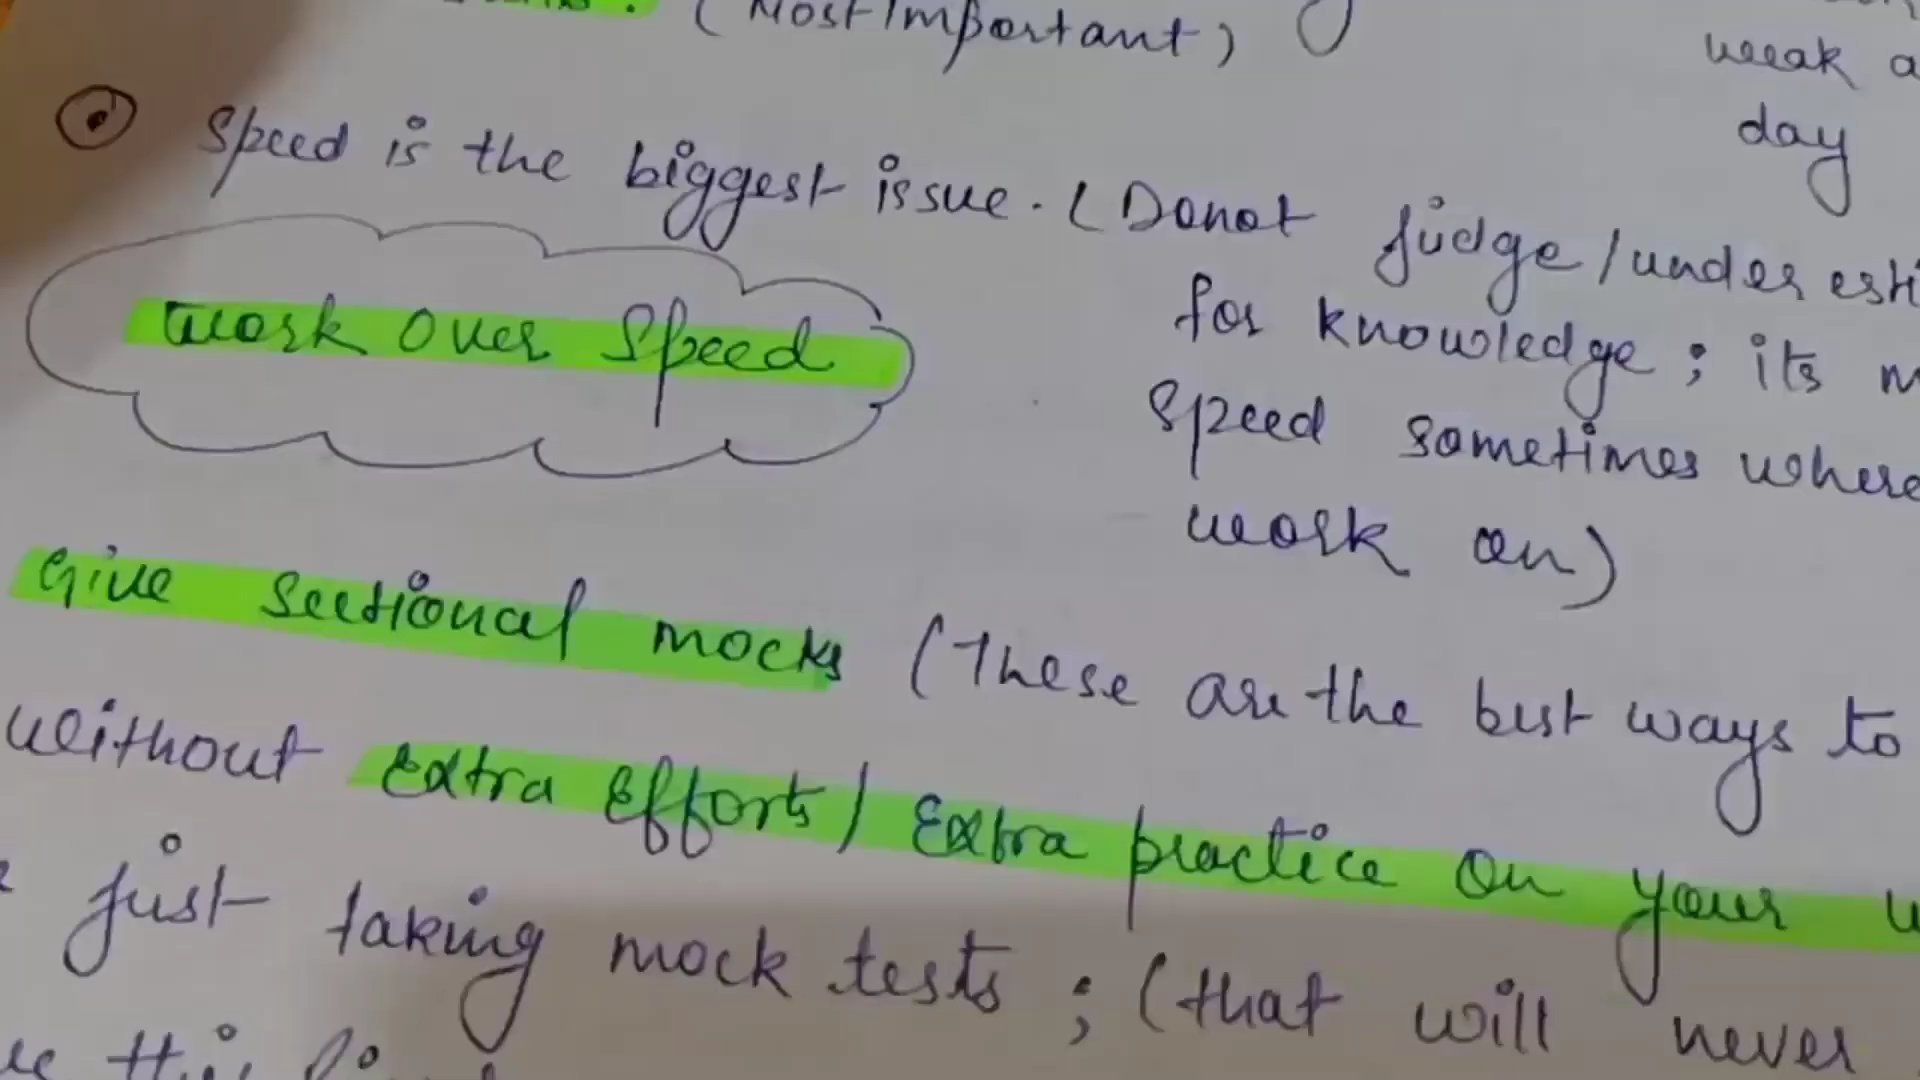 (Most Important)
weak a
day
Speed is the biggest issue. (Donot judge/under esti
for knowledge; its m
work over Speed
speed sometimes where
work on)
Give sectional mocks (These are the best ways to
without Extra Efforts/Extra practice on your w
just taking mock tests; (that will never